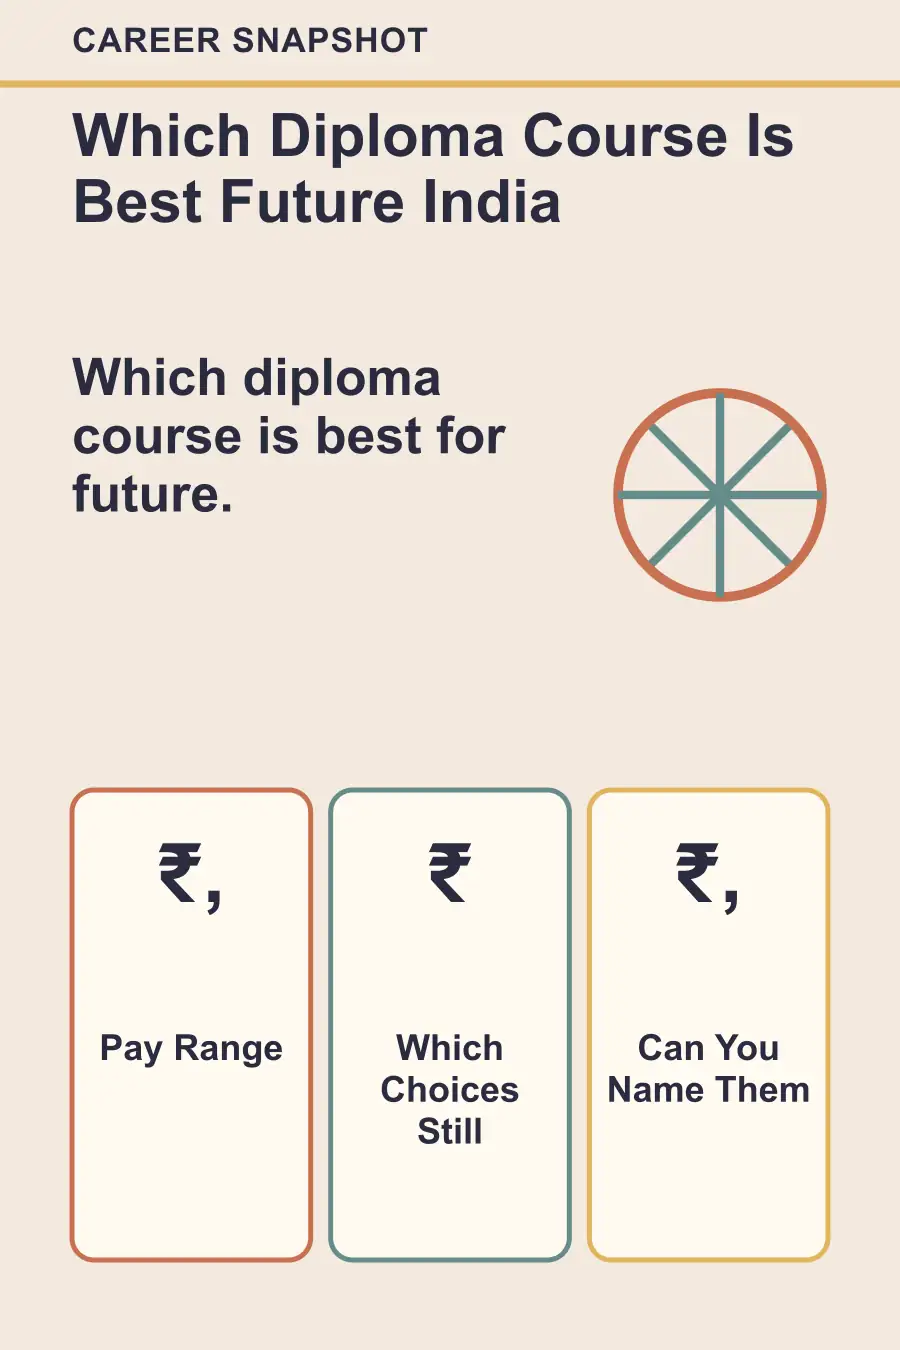 CAREER SNAPSHOT
Which Diploma Course Is
Best Future India
Which diploma
course is best for
future.
₹,
Pay Range
₹
Which
Choices
Still
₹,
Can You
Name Them